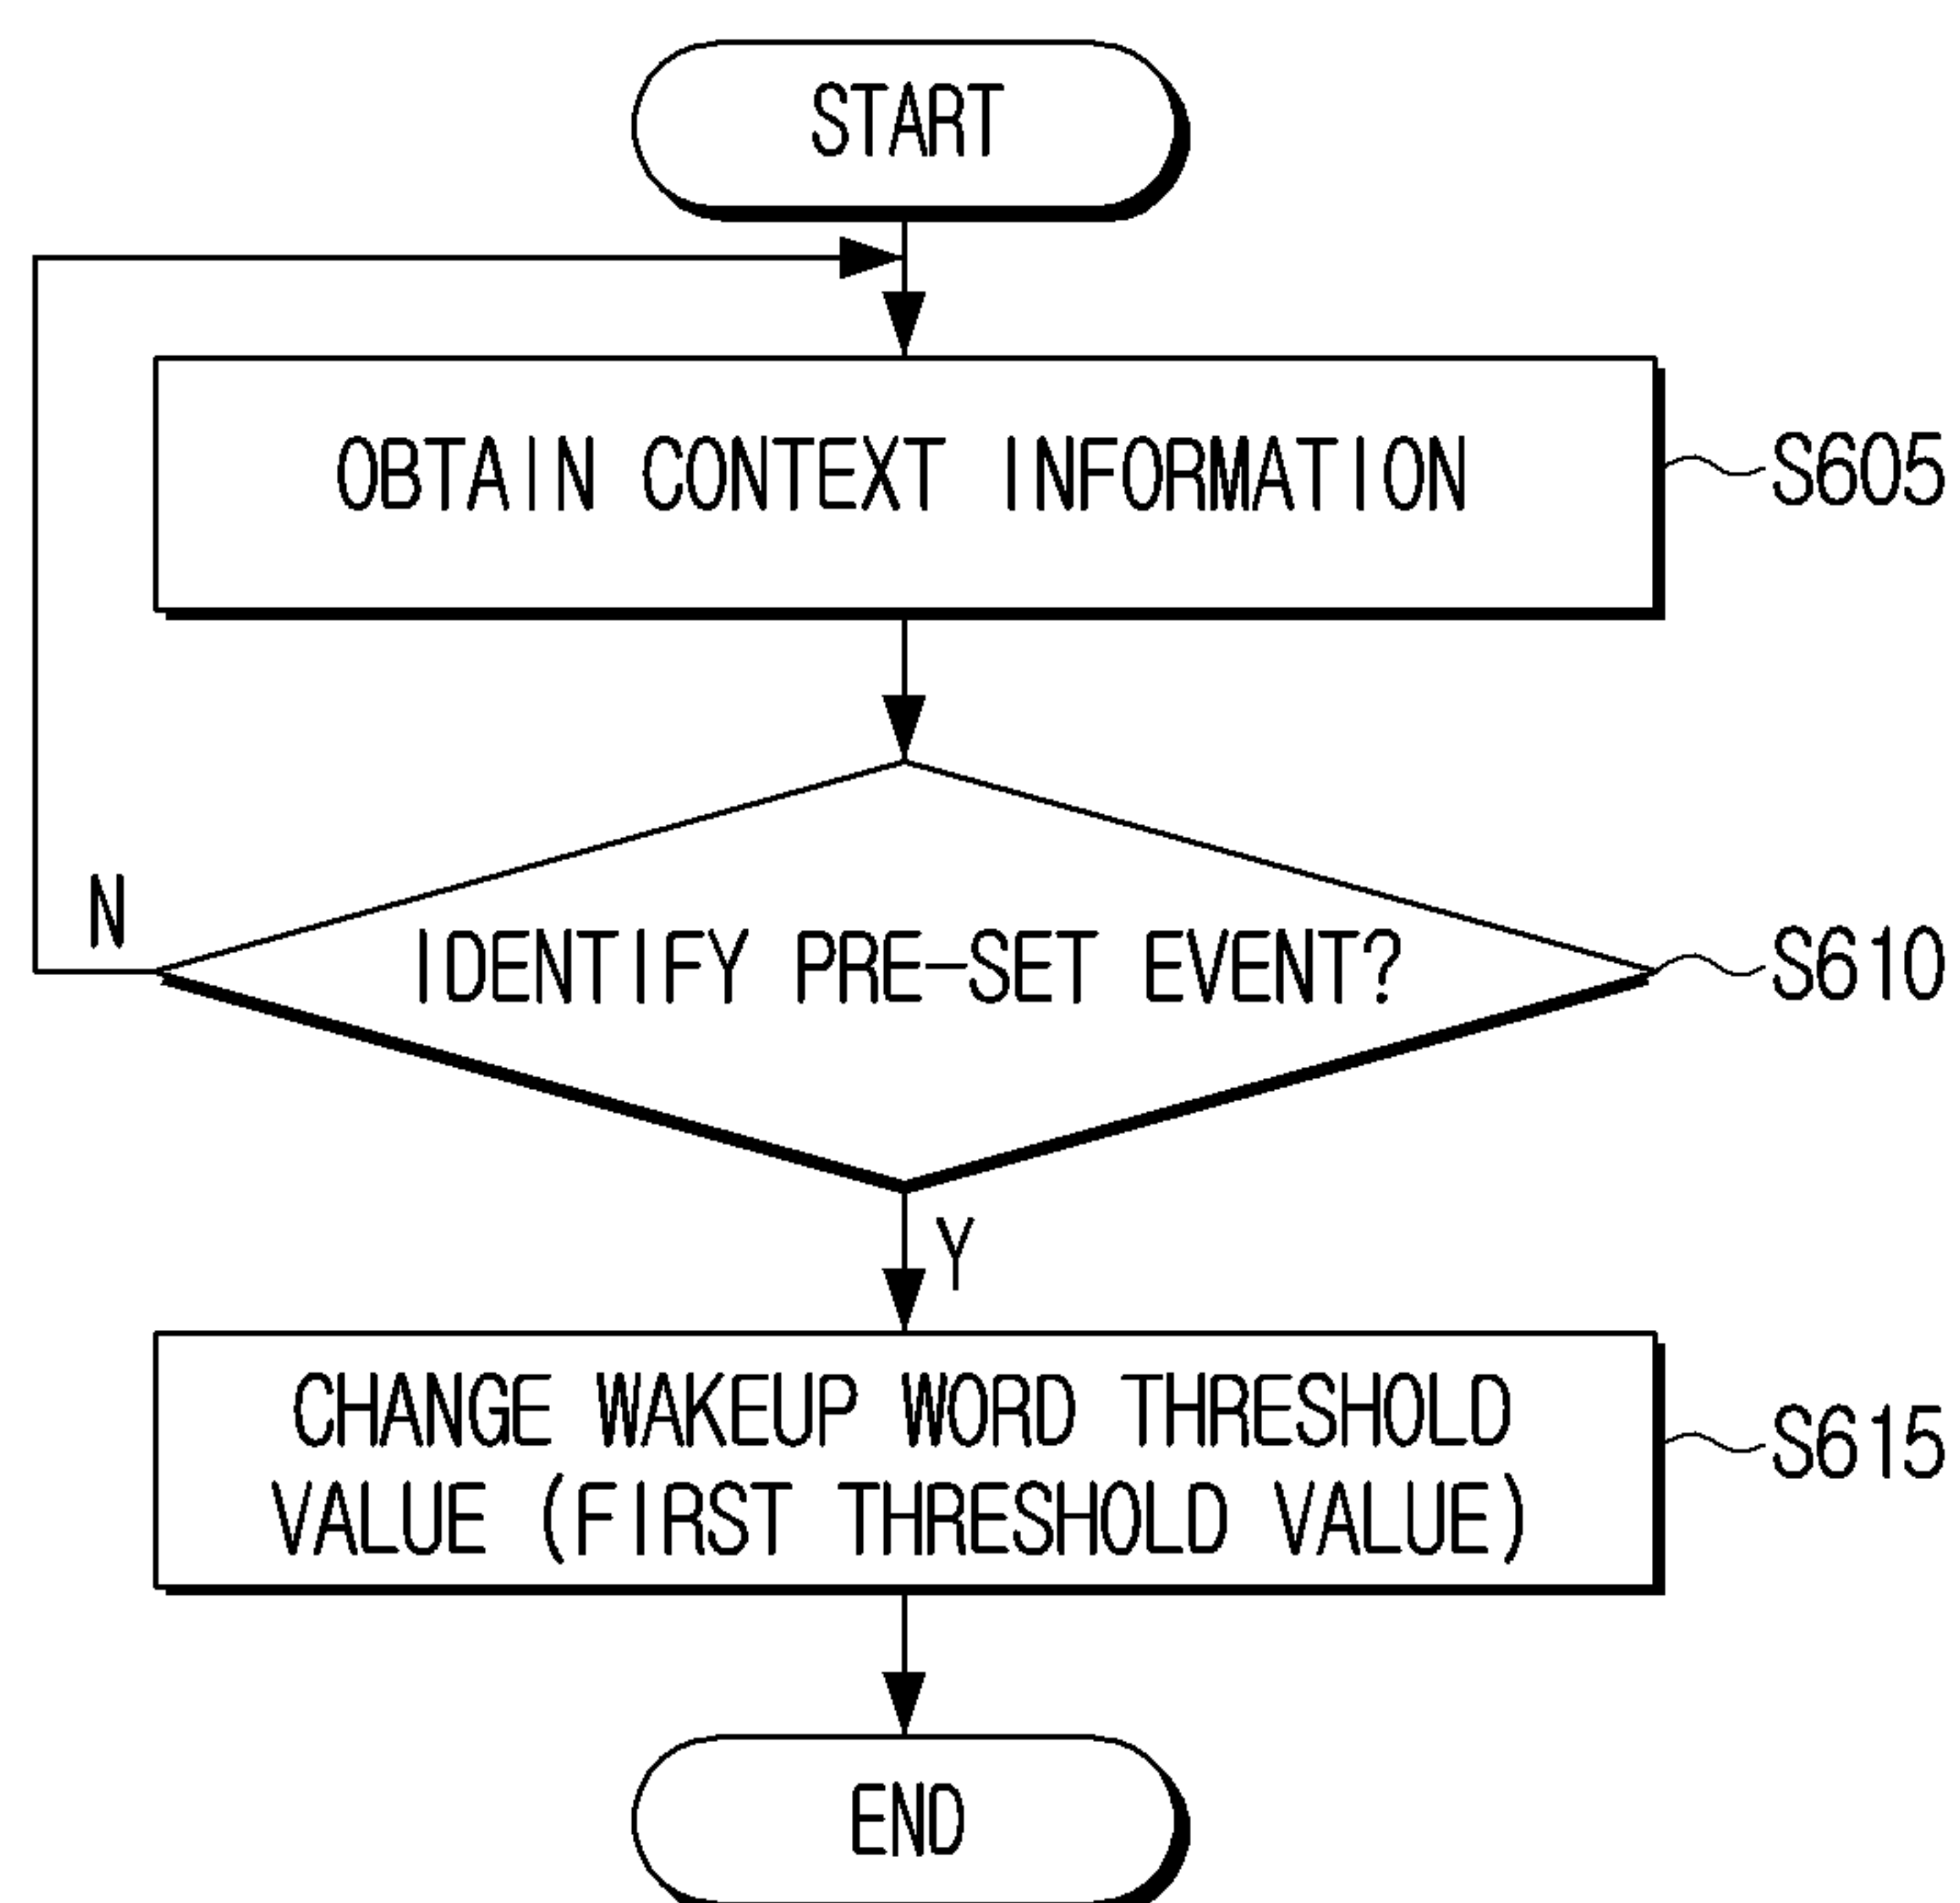 START
OBTAIN CONTEXT INFORMATION
S605
N
IDENTIFY PRE-SET EVENT?
S610
Y
CHANGE WAKEUP WORD THRESHOLD
VALUE (FIRST THRESHOLD VALUE)
S615
END